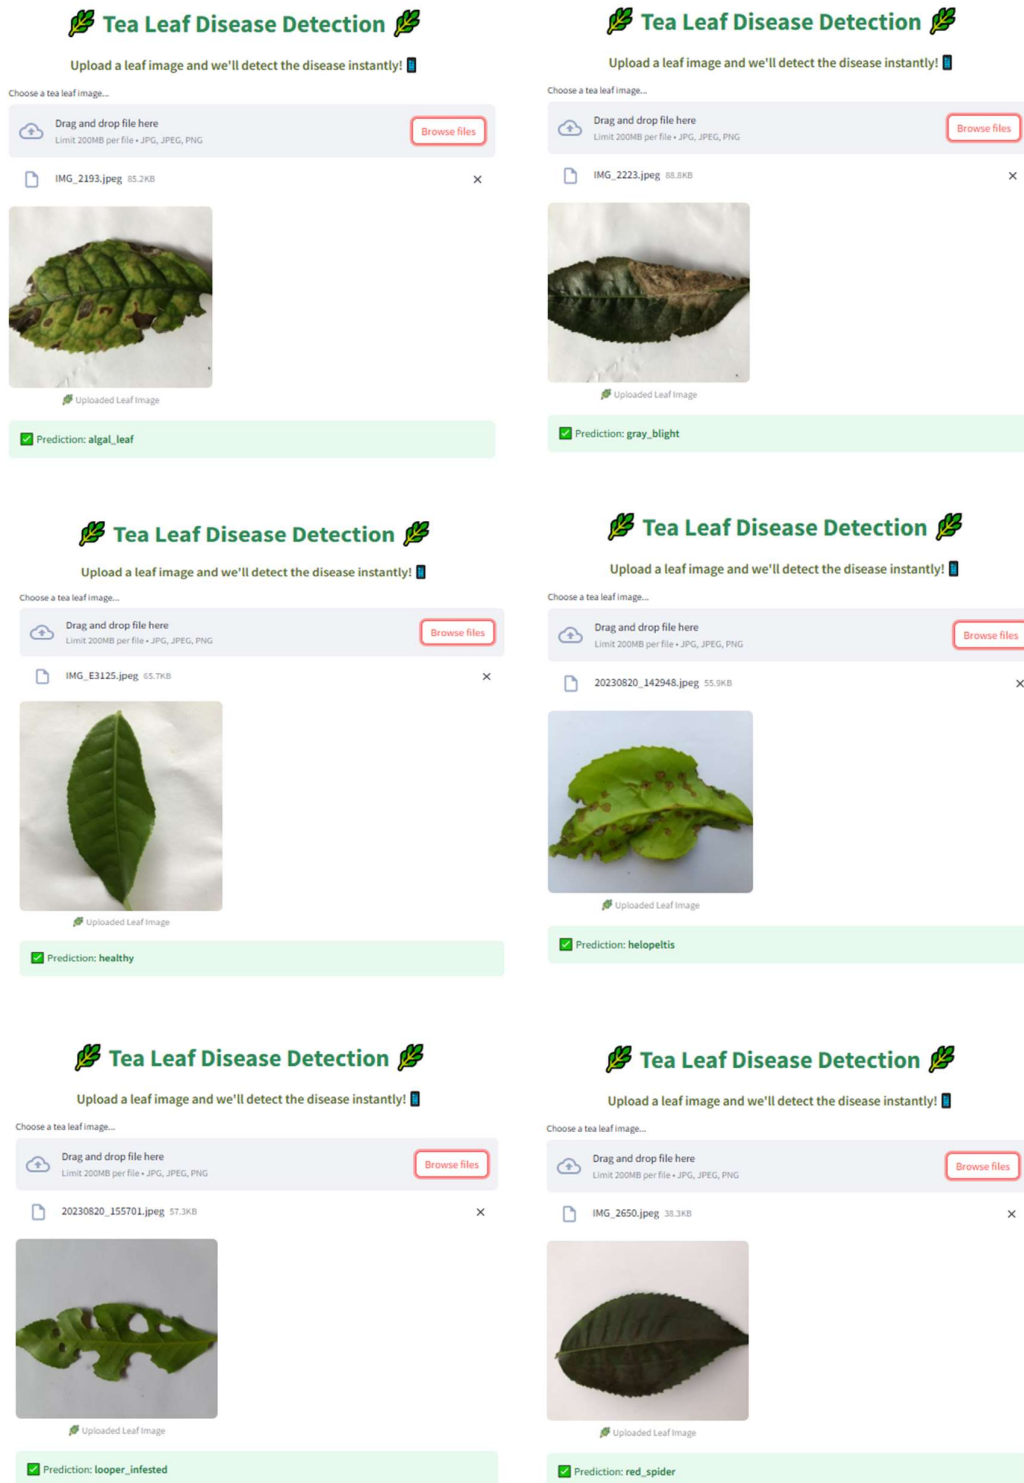 Tea Leaf Disease Detection
Upload a leaf image and we'll detect the disease instantly!
Choose a tea leaf image...
Drag and drop file here
Limit 200MB per file • JPG, JPEG, PNG
Browse files
IMG_2193.jpeg 85.2KB
Uploaded Leaf Image
Prediction: algal_leaf
Tea Leaf Disease Detection
Upload a leaf image and we'll detect the disease instantly!
Choose a tea leaf image...
Drag and drop file here
Limit 200MB per file • JPG, JPEG, PNG
Browse files
IMG_2223.jpeg 88.8KB
Uploaded Leaf Image
Prediction: gray_blight
Tea Leaf Disease Detection
Upload a leaf image and we'll detect the disease instantly!
Choose a tea leaf image...
Drag and drop file here
Limit 200MB per file • JPG, JPEG, PNG
Browse files
IMG_E3125.jpeg 65.7KB
Uploaded Leaf Image
Prediction: healthy
Tea Leaf Disease Detection
Upload a leaf image and we'll detect the disease instantly!
Choose a tea leaf image...
Drag and drop file here
Limit 200MB per file • JPG, JPEG, PNG
Browse files
20230820_142948.jpeg 55.9KB
Uploaded Leaf Image
Prediction: helopeltis
Tea Leaf Disease Detection
Upload a leaf image and we'll detect the disease instantly!
Choose a tea leaf image...
Drag and drop file here
Limit 200MB per file • JPG, JPEG, PNG
Browse files
20230820_155701.jpeg 57.3KB
Uploaded Leaf Image
Prediction: looper_infested
Tea Leaf Disease Detection
Upload a leaf image and we'll detect the disease instantly!
Choose a tea leaf image...
Drag and drop file here
Limit 200MB per file • JPG, JPEG, PNG
Browse files
IMG_2650.jpeg 38.3KB
Uploaded Leaf Image
Prediction: red_spider